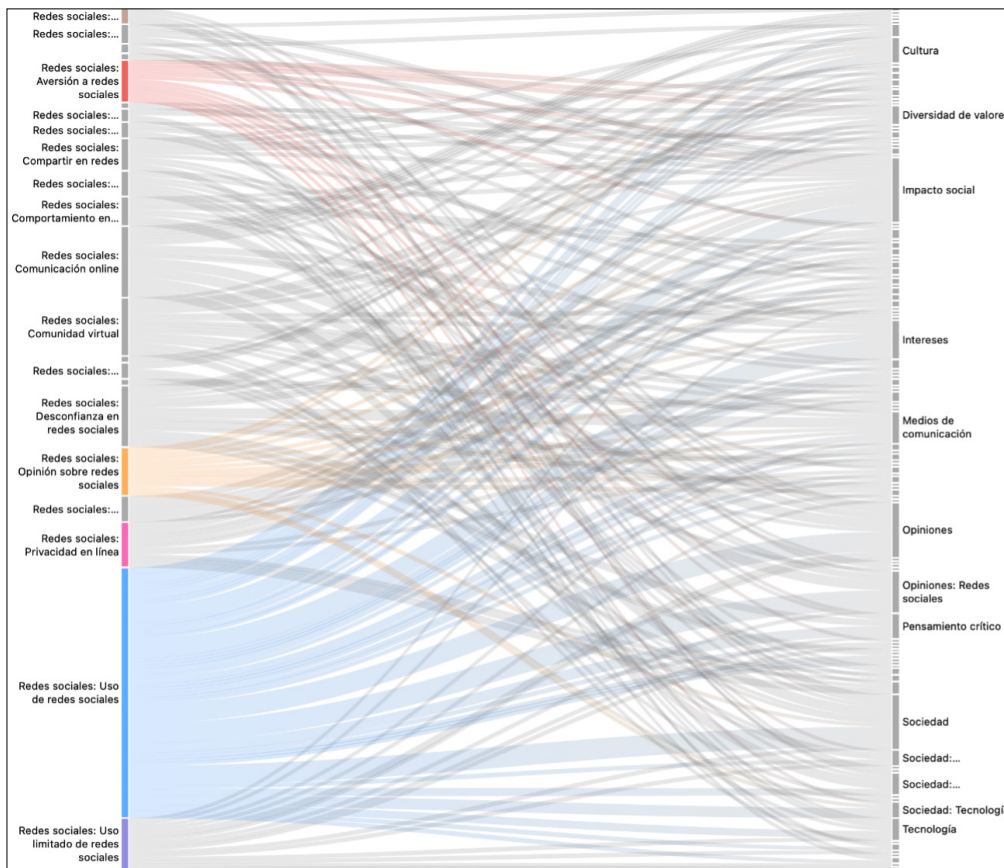 Redes sociales:...
Redes sociales:...
Redes sociales:
Aversión a redes
sociales
Redes sociales:...
Redes sociales:...
Redes sociales:
Compartir en redes
Redes sociales:...
Redes sociales:
Comportamiento en...
Redes sociales:
Comunicación online
Redes sociales:
Comunidad virtual
Redes sociales:...
Redes sociales:
Desconfianza en
redes sociales
Redes sociales:
Opinión sobre redes
sociales
Redes sociales:...
Redes sociales:
Privacidad en línea
Redes sociales: Uso
de redes sociales
Redes sociales: Uso
limitado de redes
sociales
Cultura
Diversidad de valore
Impacto social
Intereses
Medios de
comunicación
Opiniones
Opiniones: Redes
sociales
Pensamiento crítico
Sociedad
Sociedad:...
Sociedad:...
Sociedad: Tecnologí
Tecnología